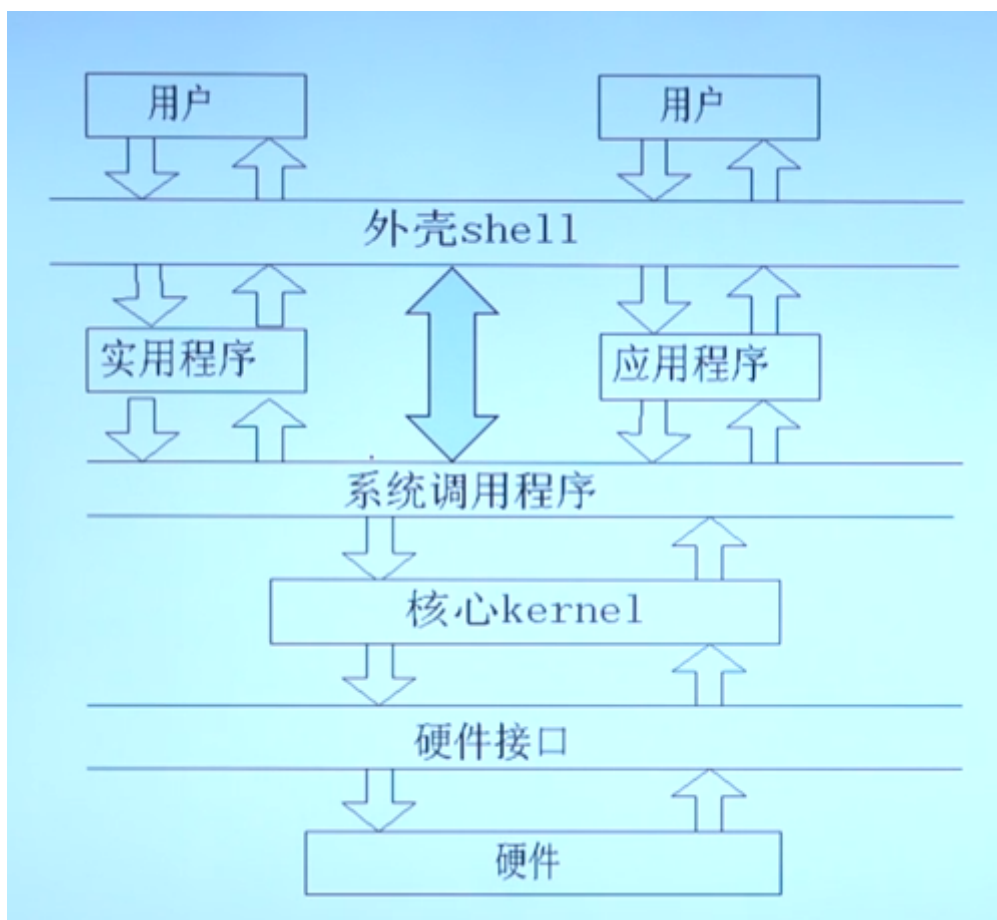 用户
用户
外壳shell
实用程序
应用程序
系统调用程序
核心kernel
硬件接口
硬件